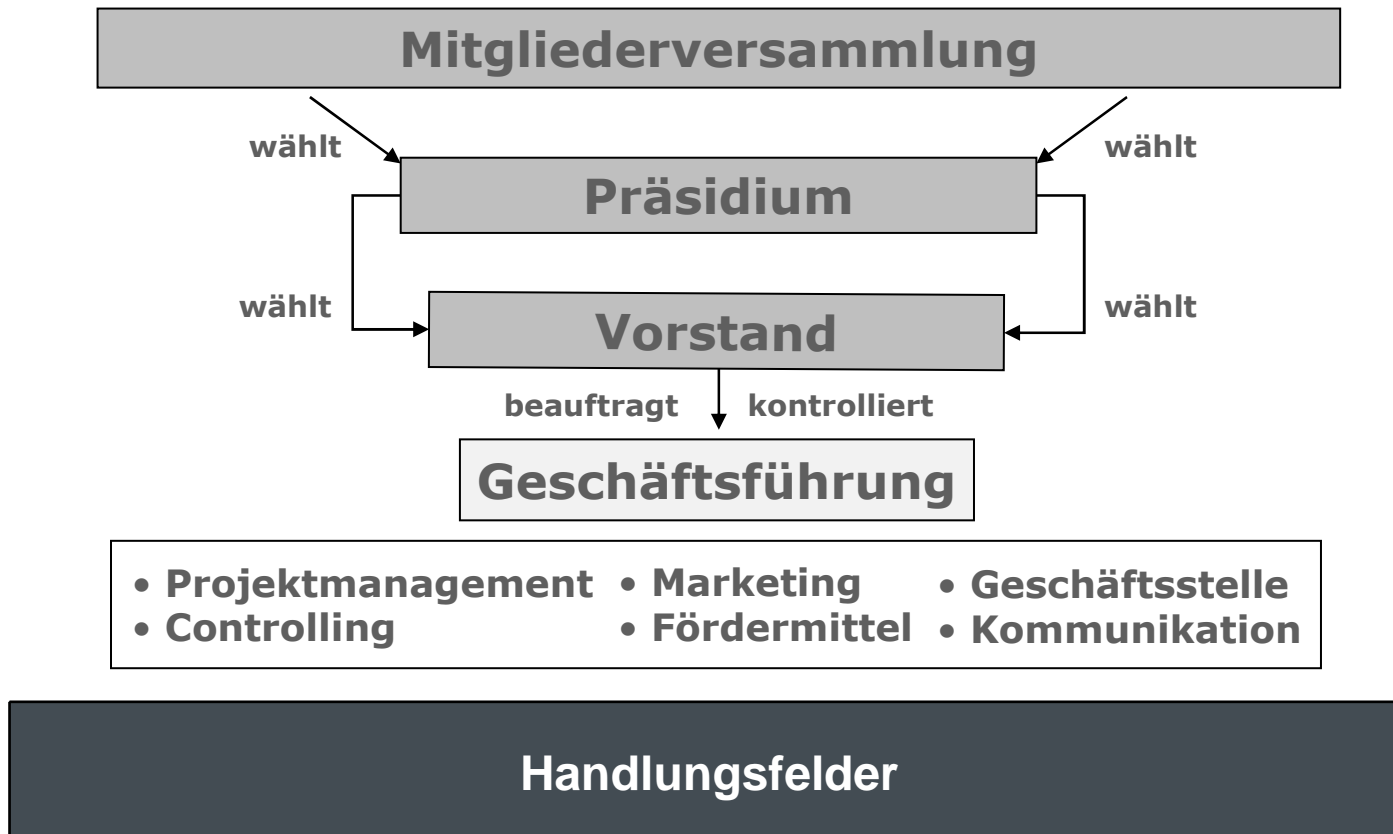 Mitgliederversammlung
wählt wählt
Präsidium
wählt wählt
Vorstand
beauftragt kontrolliert
Geschäftsführung
• Projektmanagement • Marketing • Geschäftsstelle
• Controlling • Fördermittel • Kommunikation
Handlungsfelder